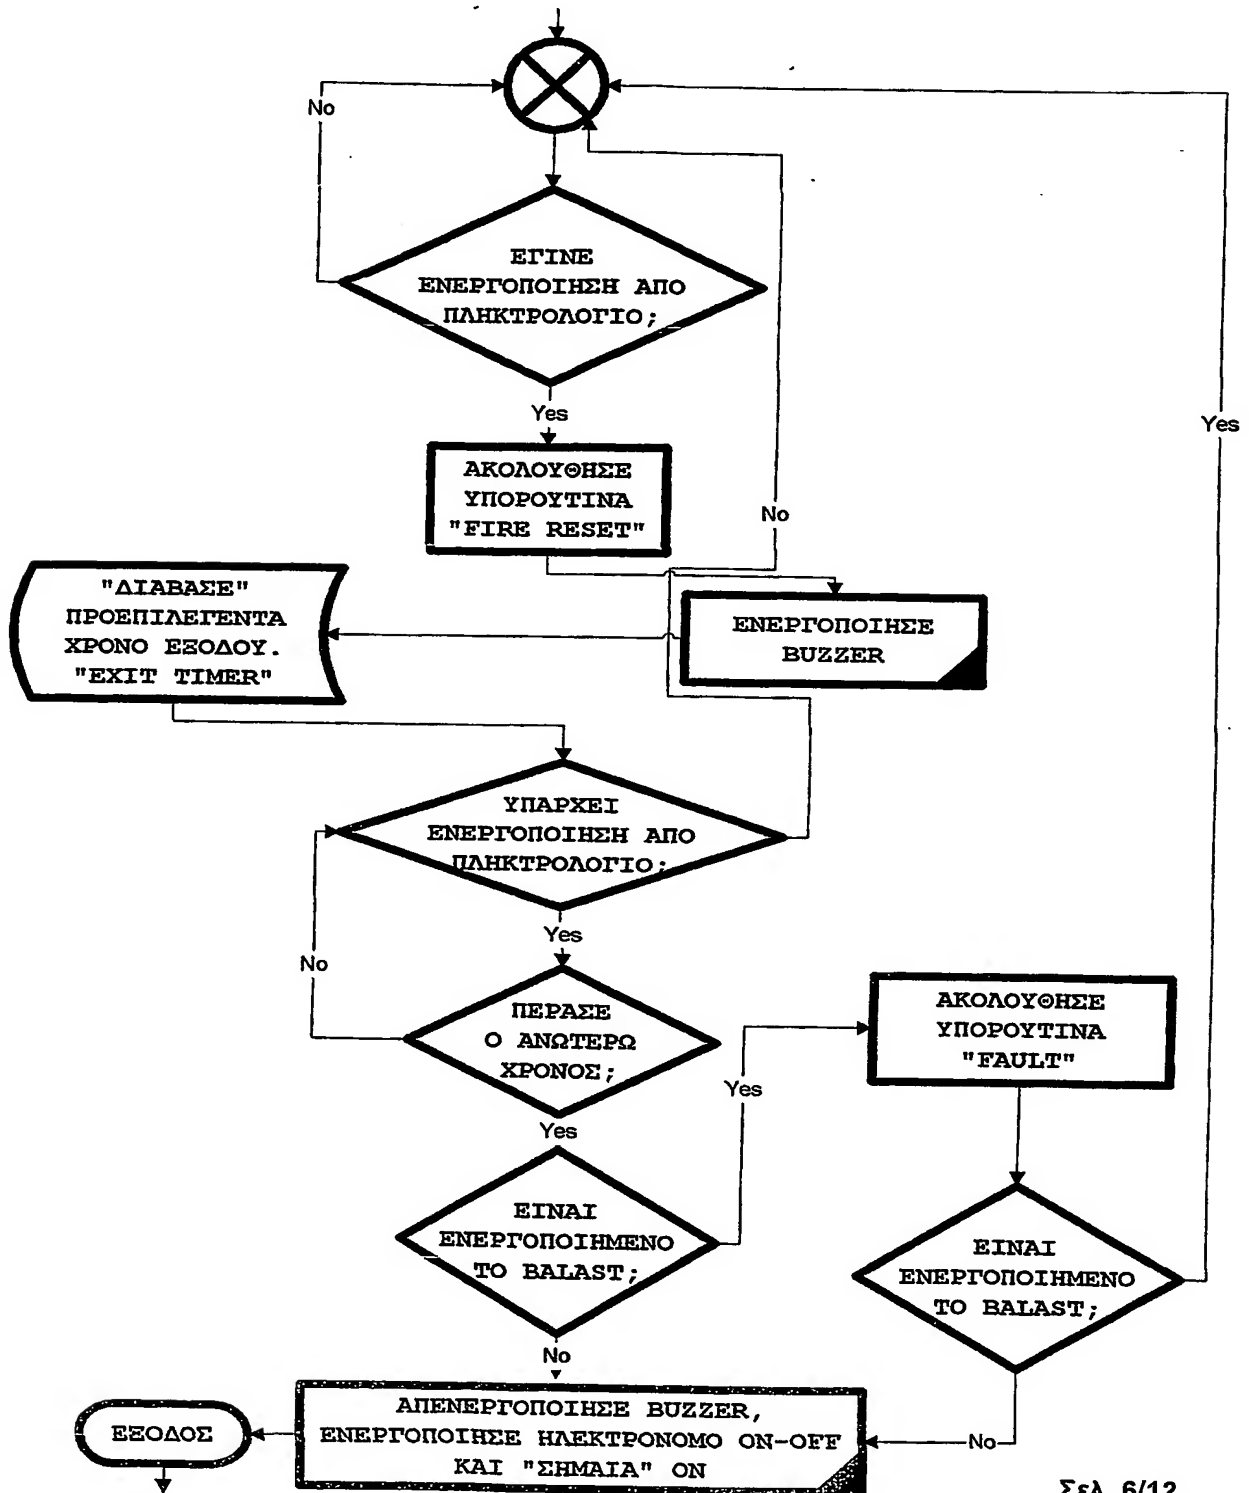 No
ΕΓΙΝΕ
ΕΝΕΡΓΟΠΟΙΗΣΗ ΑΠΟ
ΠΛΗΚΤΡΟΛΟΓΙΟ;
Yes
Yes
ΑΚΟΛΟΥΘΗΣΕ
ΥΠΟΡΟΥΤΙΝΑ
"FIRE RESET"
No
"ΔΙΑΒΑΣΕ"
ΠΡΟΕΠΙΛΕΓΕΝΤΑ
ΧΡΟΝΟ ΕΞΟΔΟΥ.
"EXIT TIMER"
ΕΝΕΡΓΟΠΟΙΗΣΕ
BUZZER
ΥΠΑΡΧΕΙ
ΕΝΕΡΓΟΠΟΙΗΣΗ ΑΠΟ
ΠΛΗΚΤΡΟΛΟΓΙΟ;
Yes
No
ΠΕΡΑΣΕ
Ο ΑΝΩΤΕΡΩ
ΧΡΟΝΟΣ;
ΑΚΟΛΟΥΘΗΣΕ
ΥΠΟΡΟΥΤΙΝΑ
"FAULT"
Yes
Yes
ΕΙΝΑΙ
ΕΝΕΡΓΟΠΟΙΗΜΕΝΟ
ΤΟ BALAST;
ΕΙΝΑΙ
ΕΝΕΡΓΟΠΟΙΗΜΕΝΟ
ΤΟ BALAST;
No
ΑΠΕΝΕΡΓΟΠΟΙΗΣΕ BUZZER,
ΕΝΕΡΓΟΠΟΙΗΣΕ ΗΛΕΚΤΡΟΝΟΜΟ ON-OFF
ΚΑΙ "ΣΗΜΑΙΑ" ON
ΕΞΟΔΟΣ
No
Σελ. 6/12